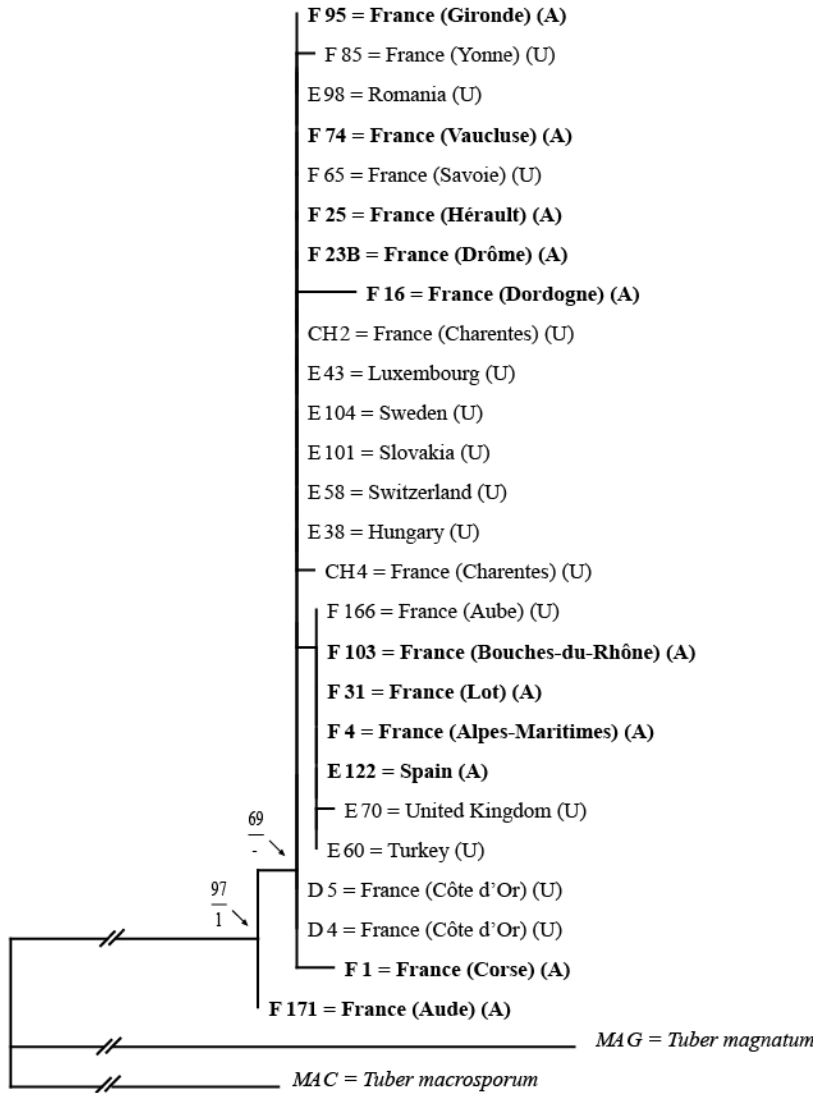 F 95 = France (Gironde) (A)
F 85 = France (Yonne) (U)
E 98 = Romania (U)
F 74 = France (Vaucluse) (A)
F 65 = France (Savoie) (U)
F 25 = France (Hérault) (A)
F 23B = France (Drôme) (A)
F 16 = France (Dordogne) (A)
CH2 = France (Charentes) (U)
E 43 = Luxembourg (U)
E 104 = Sweden (U)
E 101 = Slovakia (U)
E 58 = Switzerland (U)
E 38 = Hungary (U)
CH4 = France (Charentes) (U)
F 166 = France (Aube) (U)
F 103 = France (Bouches-du-Rhône) (A)
F 31 = France (Lot) (A)
F 4 = France (Alpes-Maritimes) (A)
E 122 = Spain (A)
E 70 = United Kingdom (U)
E 60 = Turkey (U)
69
-
D 5 = France (Côte d’Or) (U)
97
1
D 4 = France (Côte d’Or) (U)
F 1 = France (Corse) (A)
F 171 = France (Aude) (A)
MAG = Tuber magnatum
MAC = Tuber macrosporum